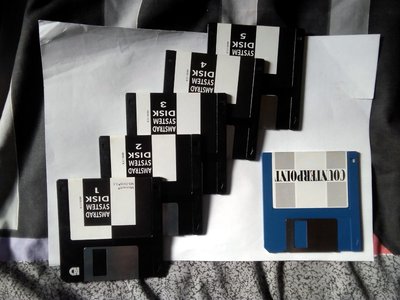 5
AMSTRAD
SYSTEM
DISK
4
AMSTRAD
SYSTEM
DISK
3
AMSTRAD
SYSTEM
DISK
2
AMSTRAD
SYSTEM
DISK
1
AMSTRAD
SYSTEM
DISK
COUNTERPOINT